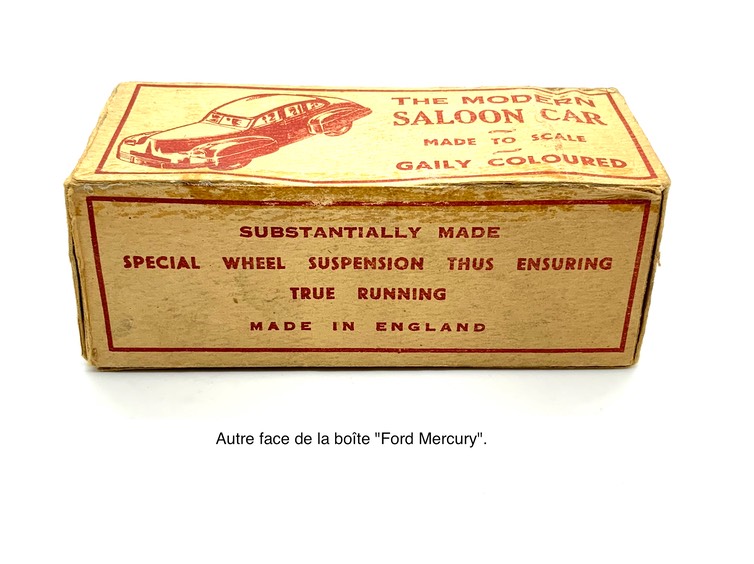 THE MODERN
SALOON CAR
MADE TO SCALE
GAILY COLOURED
SUBSTANTIALLY MADE
SPECIAL WHEEL SUSPENSION THUS ENSURING
TRUE RUNNING
MADE IN ENGLAND
Autre face de la boîte "Ford Mercury".